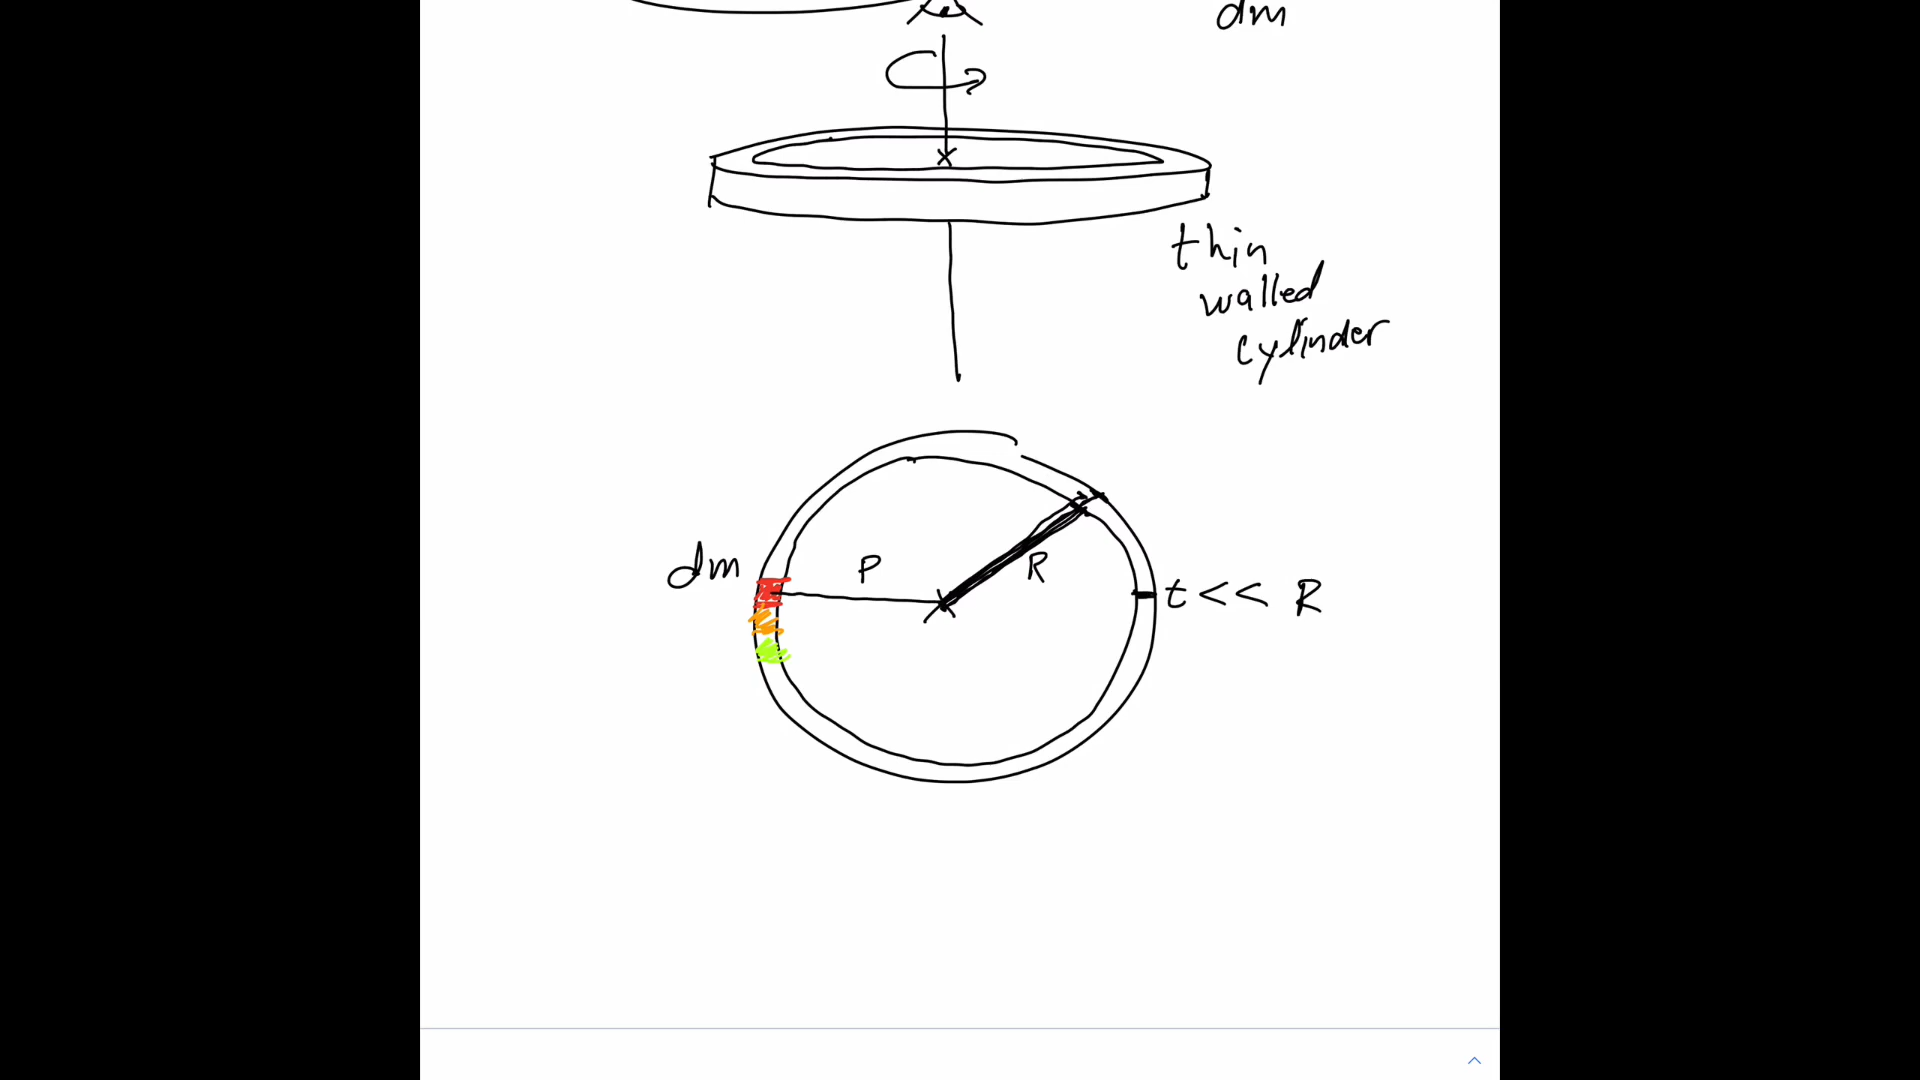 dm
thin
walled
cylinder
dm
P
R
t << R